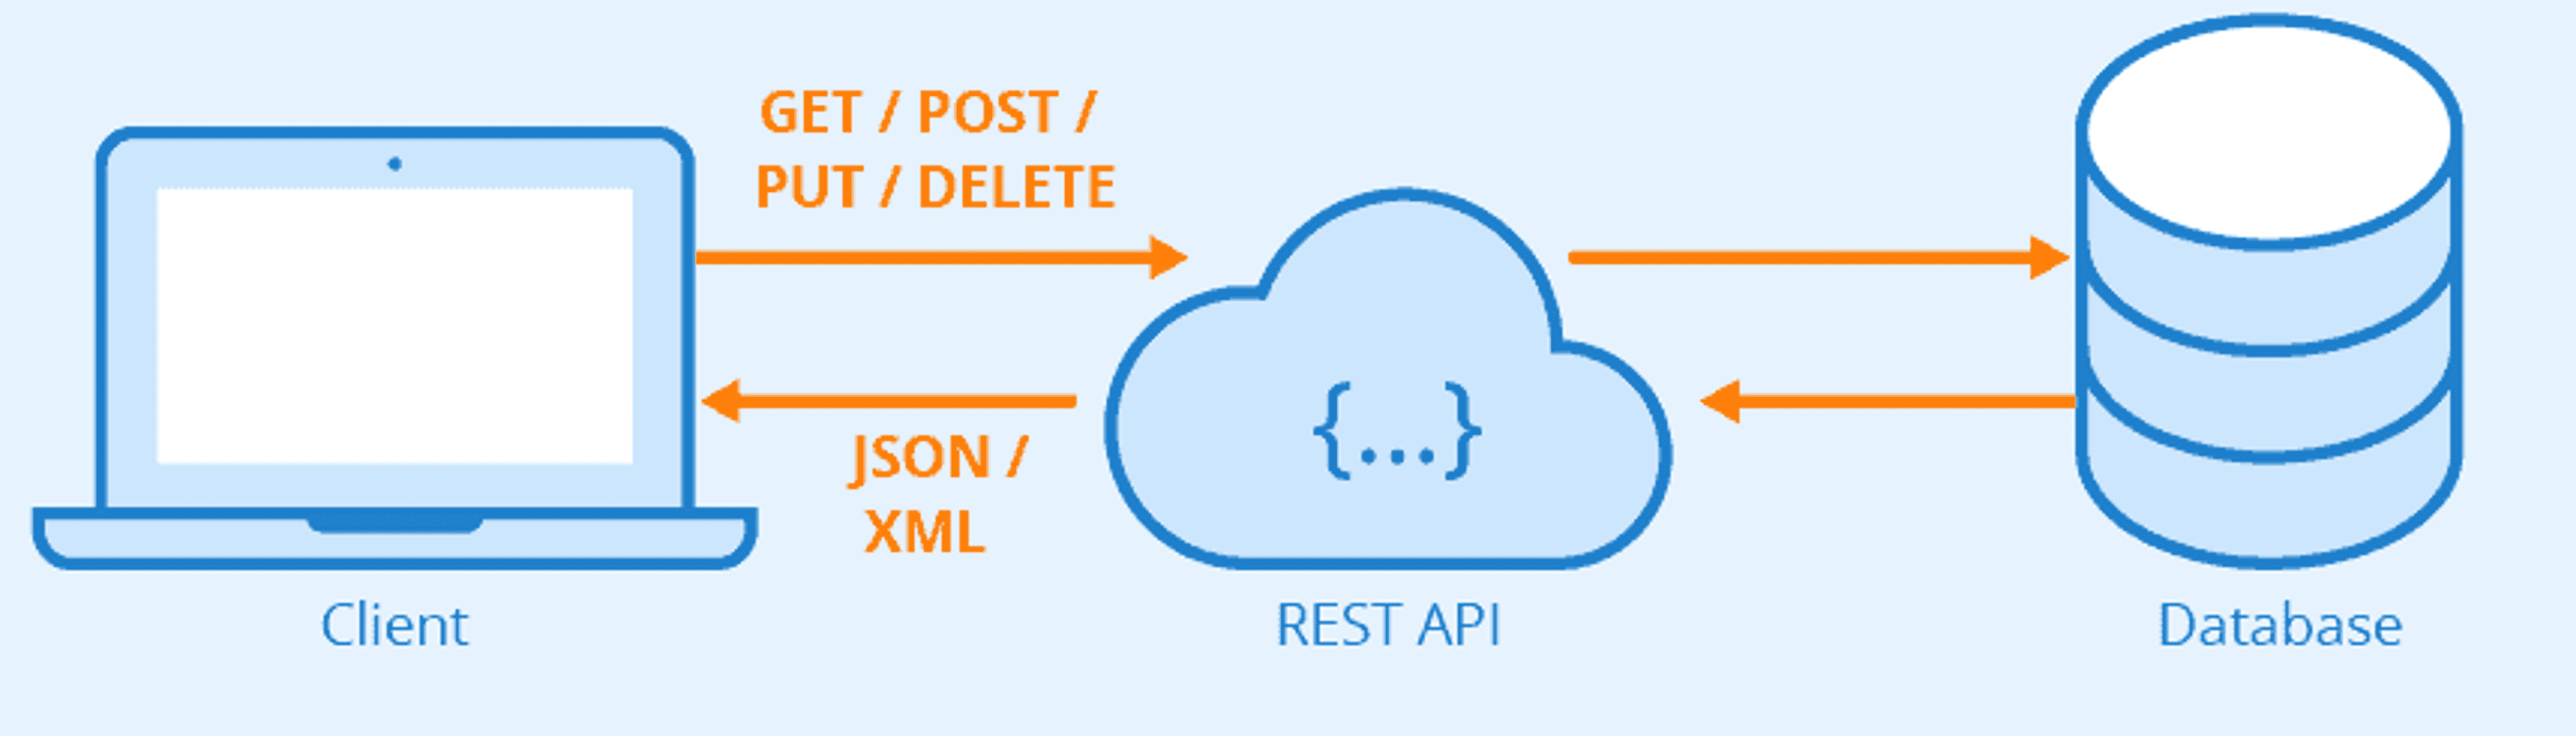 GET / POST /
PUT / DELETE
JSON /
XML
{...}
Client
REST API
Database